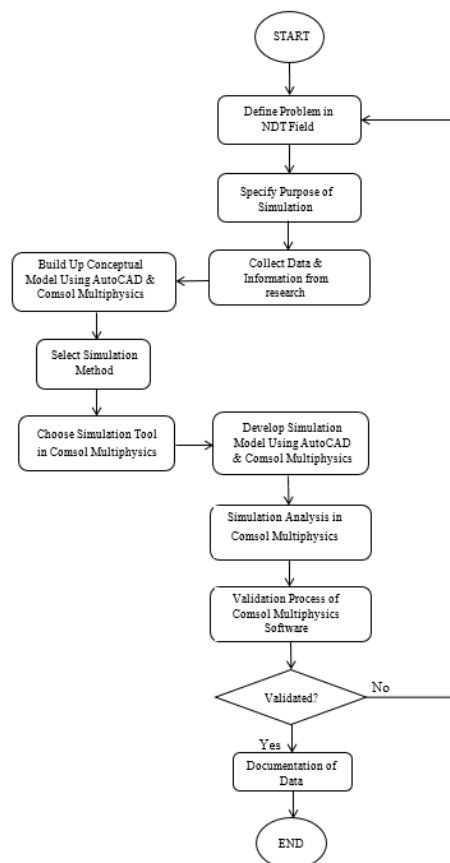 START
Define Problem in
NDT Field
Specify Purpose of
Simulation
Collect Data &
Information from
research
Build Up Conceptual
Model Using AutoCAD &
Comsol Multiphysics
Select Simulation
Method
Choose Simulation Tool
in Comsol Multiphysics
Develop Simulation
Model Using AutoCAD
& Comsol Multiphysics
Simulation Analysis in
Comsol Multiphysics
Validation Process of
Comsol Multiphysics
Software
Validated?
No
Yes
Documentation of
Data
END